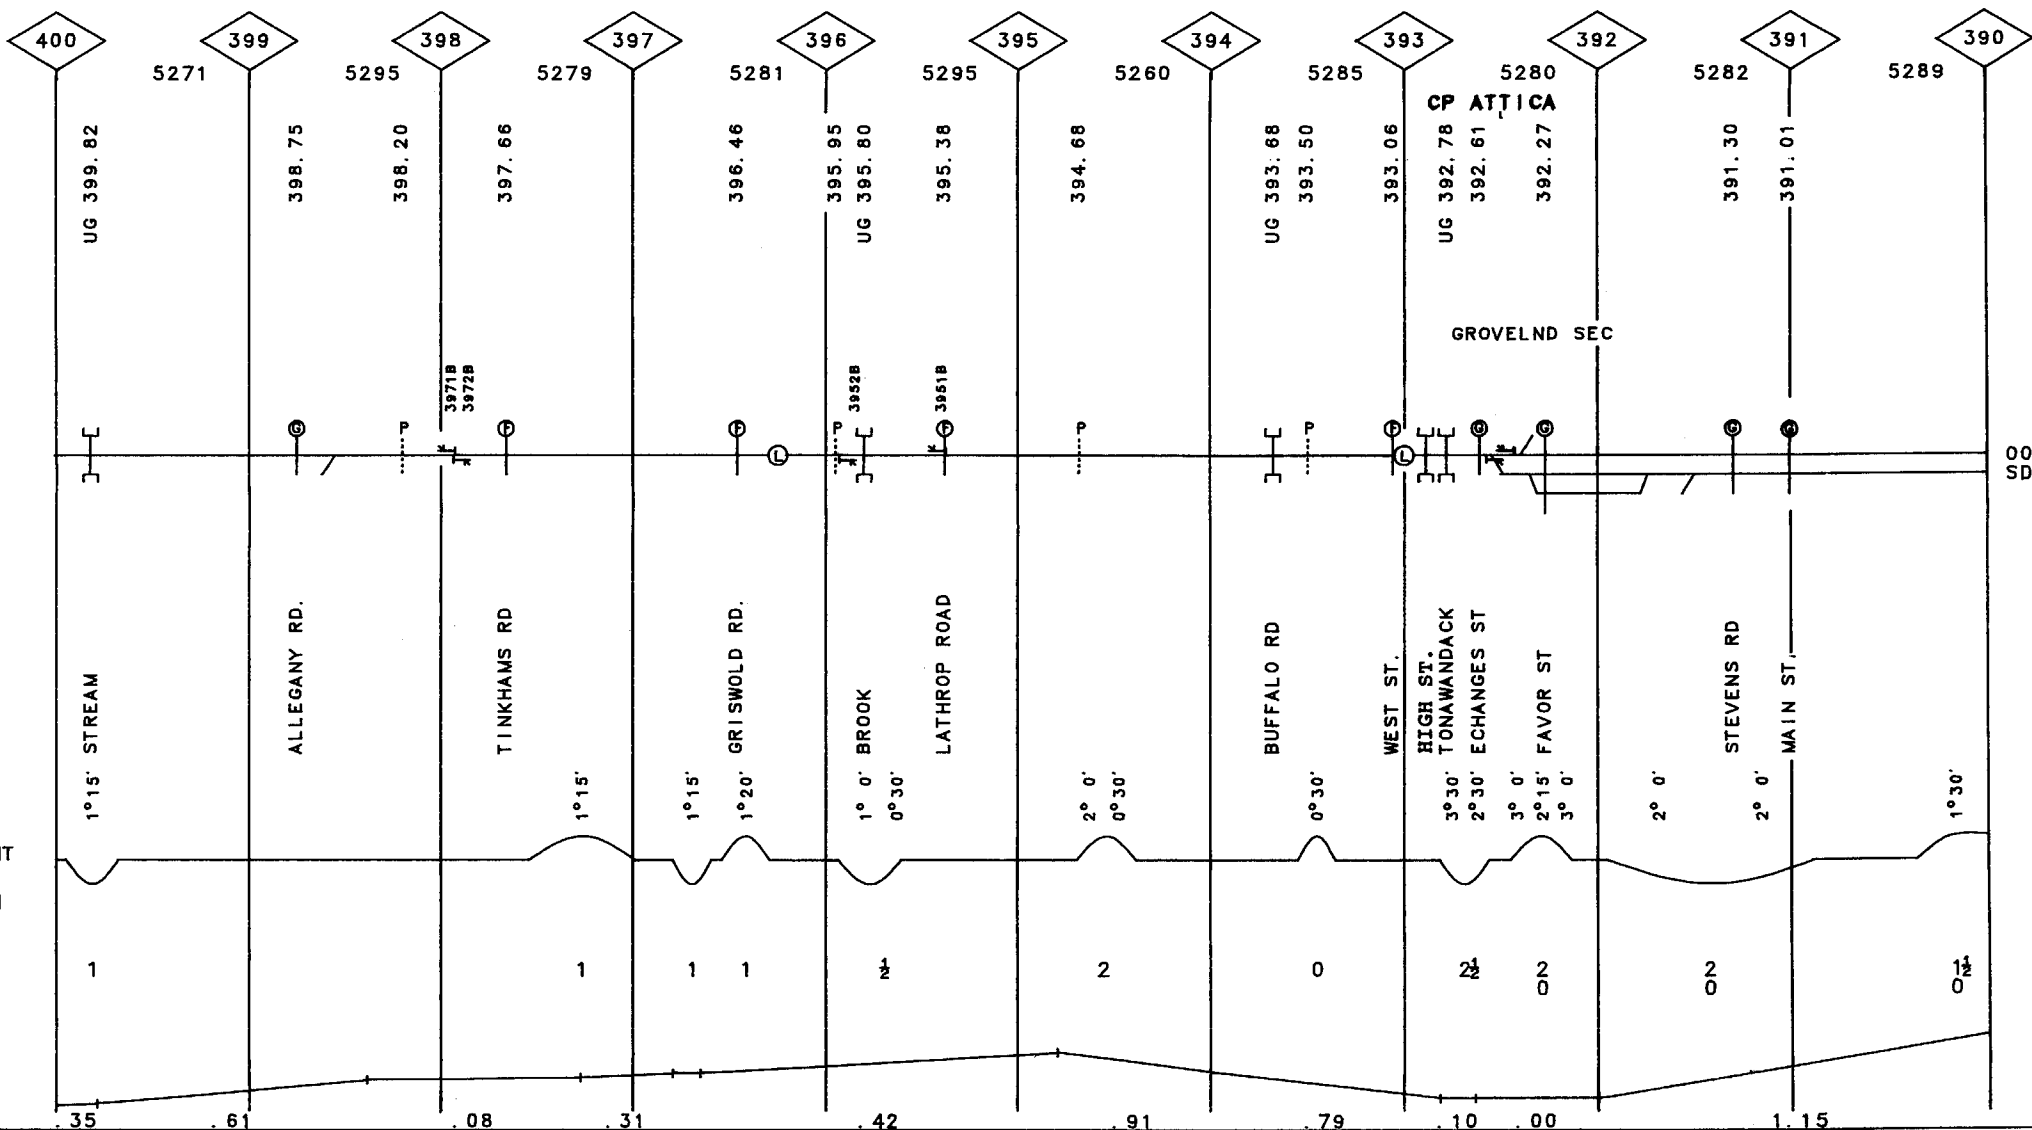 400 399 398 397 396 395 394 393 392 391 390
5271 5295 5279 5281 5295 5260 5285 5280 5282 5289
CP ATTICA
UG 399.82
398.75
398.20
397.66
396.46
395.95
UG 395.80
395.38
394.68
UG 393.68
393.50
393.06
UG 392.78
392.61
392.27
391.30
391.01
GROVELND SEC
3971B
3972B
3952B
3951B
G P F F P F P P F G G G G
L L
00
SD
STREAM
ALLEGANY RD.
TINKHAMS RD
GRISWOLD RD.
BROOK
LATHROP ROAD
BUFFALO RD
WEST ST.
HIGH ST.
TONAWANDACK
ECHANGES ST
FAVOR ST
STEVENS RD
MAIN ST.
1°15'
1°15'
1°15'
1°20'
1° 0'
0°30'
2° 0'
0°30'
0°30'
3°30'
2°30'
3° 0'
2°15'
3° 0'
2° 0'
2° 0'
1°30'
1 1 1 1 ½ 2 0 2½ 2 2 1½
0 0 0
.35 .61 .08 .31 .42 .91 .79 .10 .00 1.15